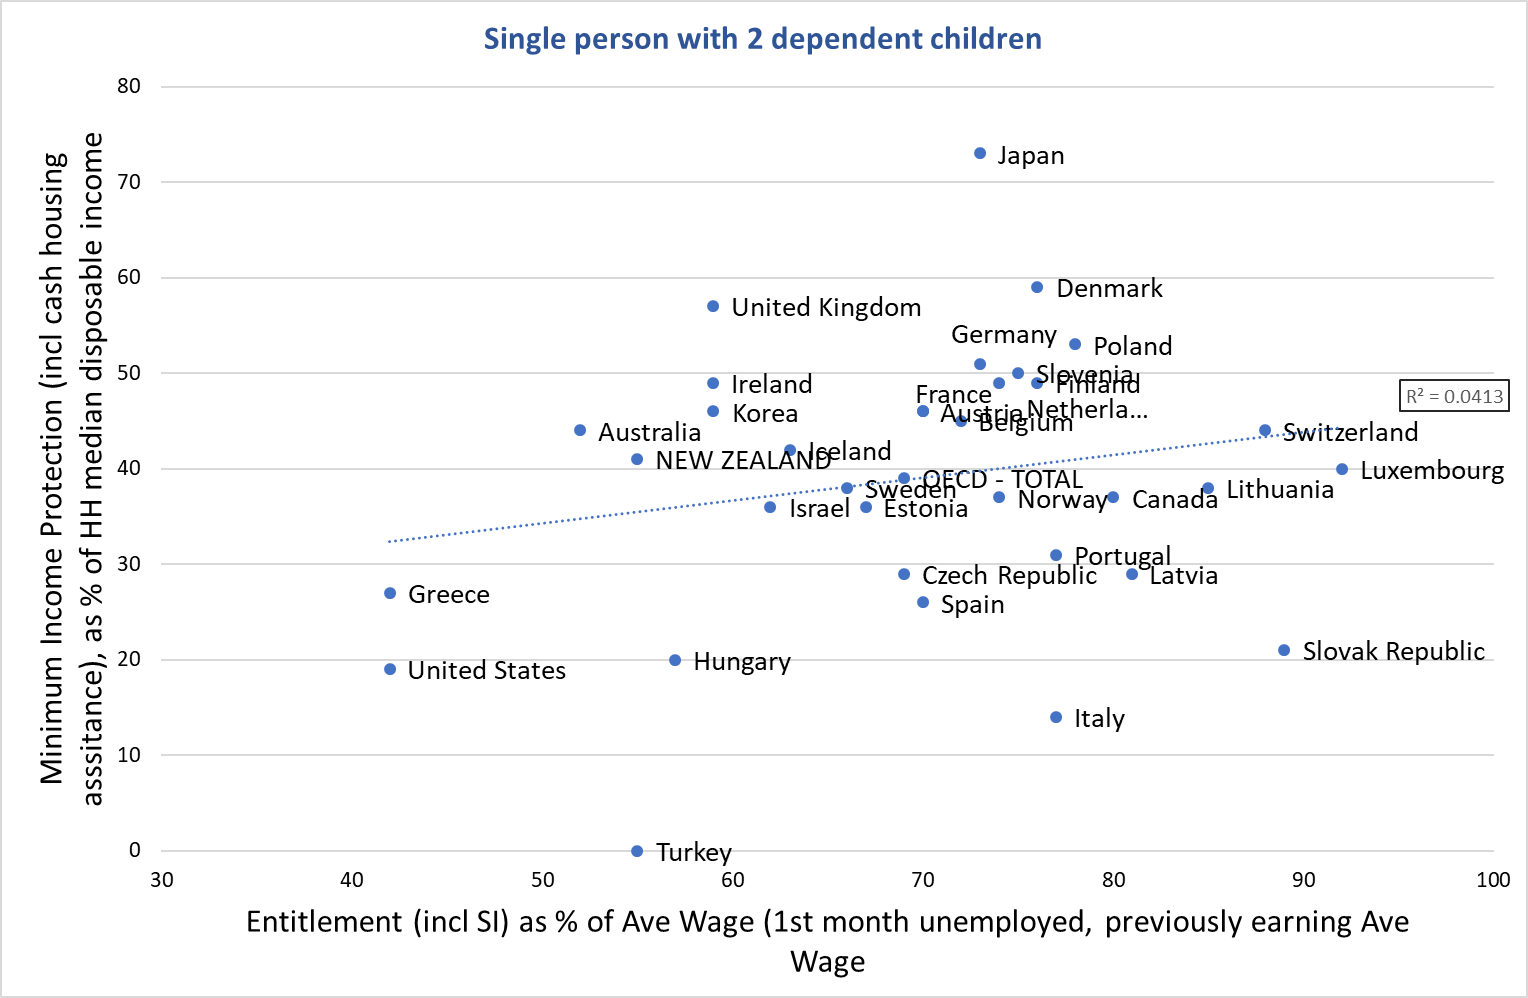 Single person with 2 dependent children
Minimum Income Protection (incl cash housing
asssitance), as % of HH median disposable income
80
70
60
50
40
30
20
10
0
Japan
Denmark
United Kingdom
Germany
Poland
Slovenia
Ireland
Finland
France
R² = 0.0413
Korea
Austria
Netherla...
Belgium
Australia
Switzerland
Iceland
NEW ZEALAND
Luxembourg
OECD - TOTAL
Sweden
Lithuania
Norway
Canada
Israel
Estonia
Portugal
Czech Republic
Latvia
Greece
Spain
Slovak Republic
Hungary
United States
Italy
Turkey
30 40 50 60 70 80 90 100
Entitlement (incl SI) as % of Ave Wage (1st month unemployed, previously earning Ave
Wage